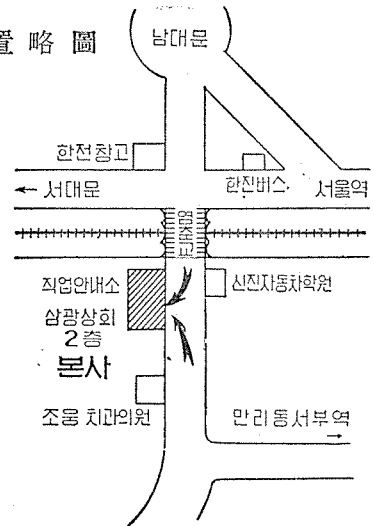 置略圖
남대문
한전창고
한진버스
← 서대문
서울역
염준교
직업안내소
삼광상회
2층
본사
신진자동차학원
조웅 치과의원
만리동서부역
→